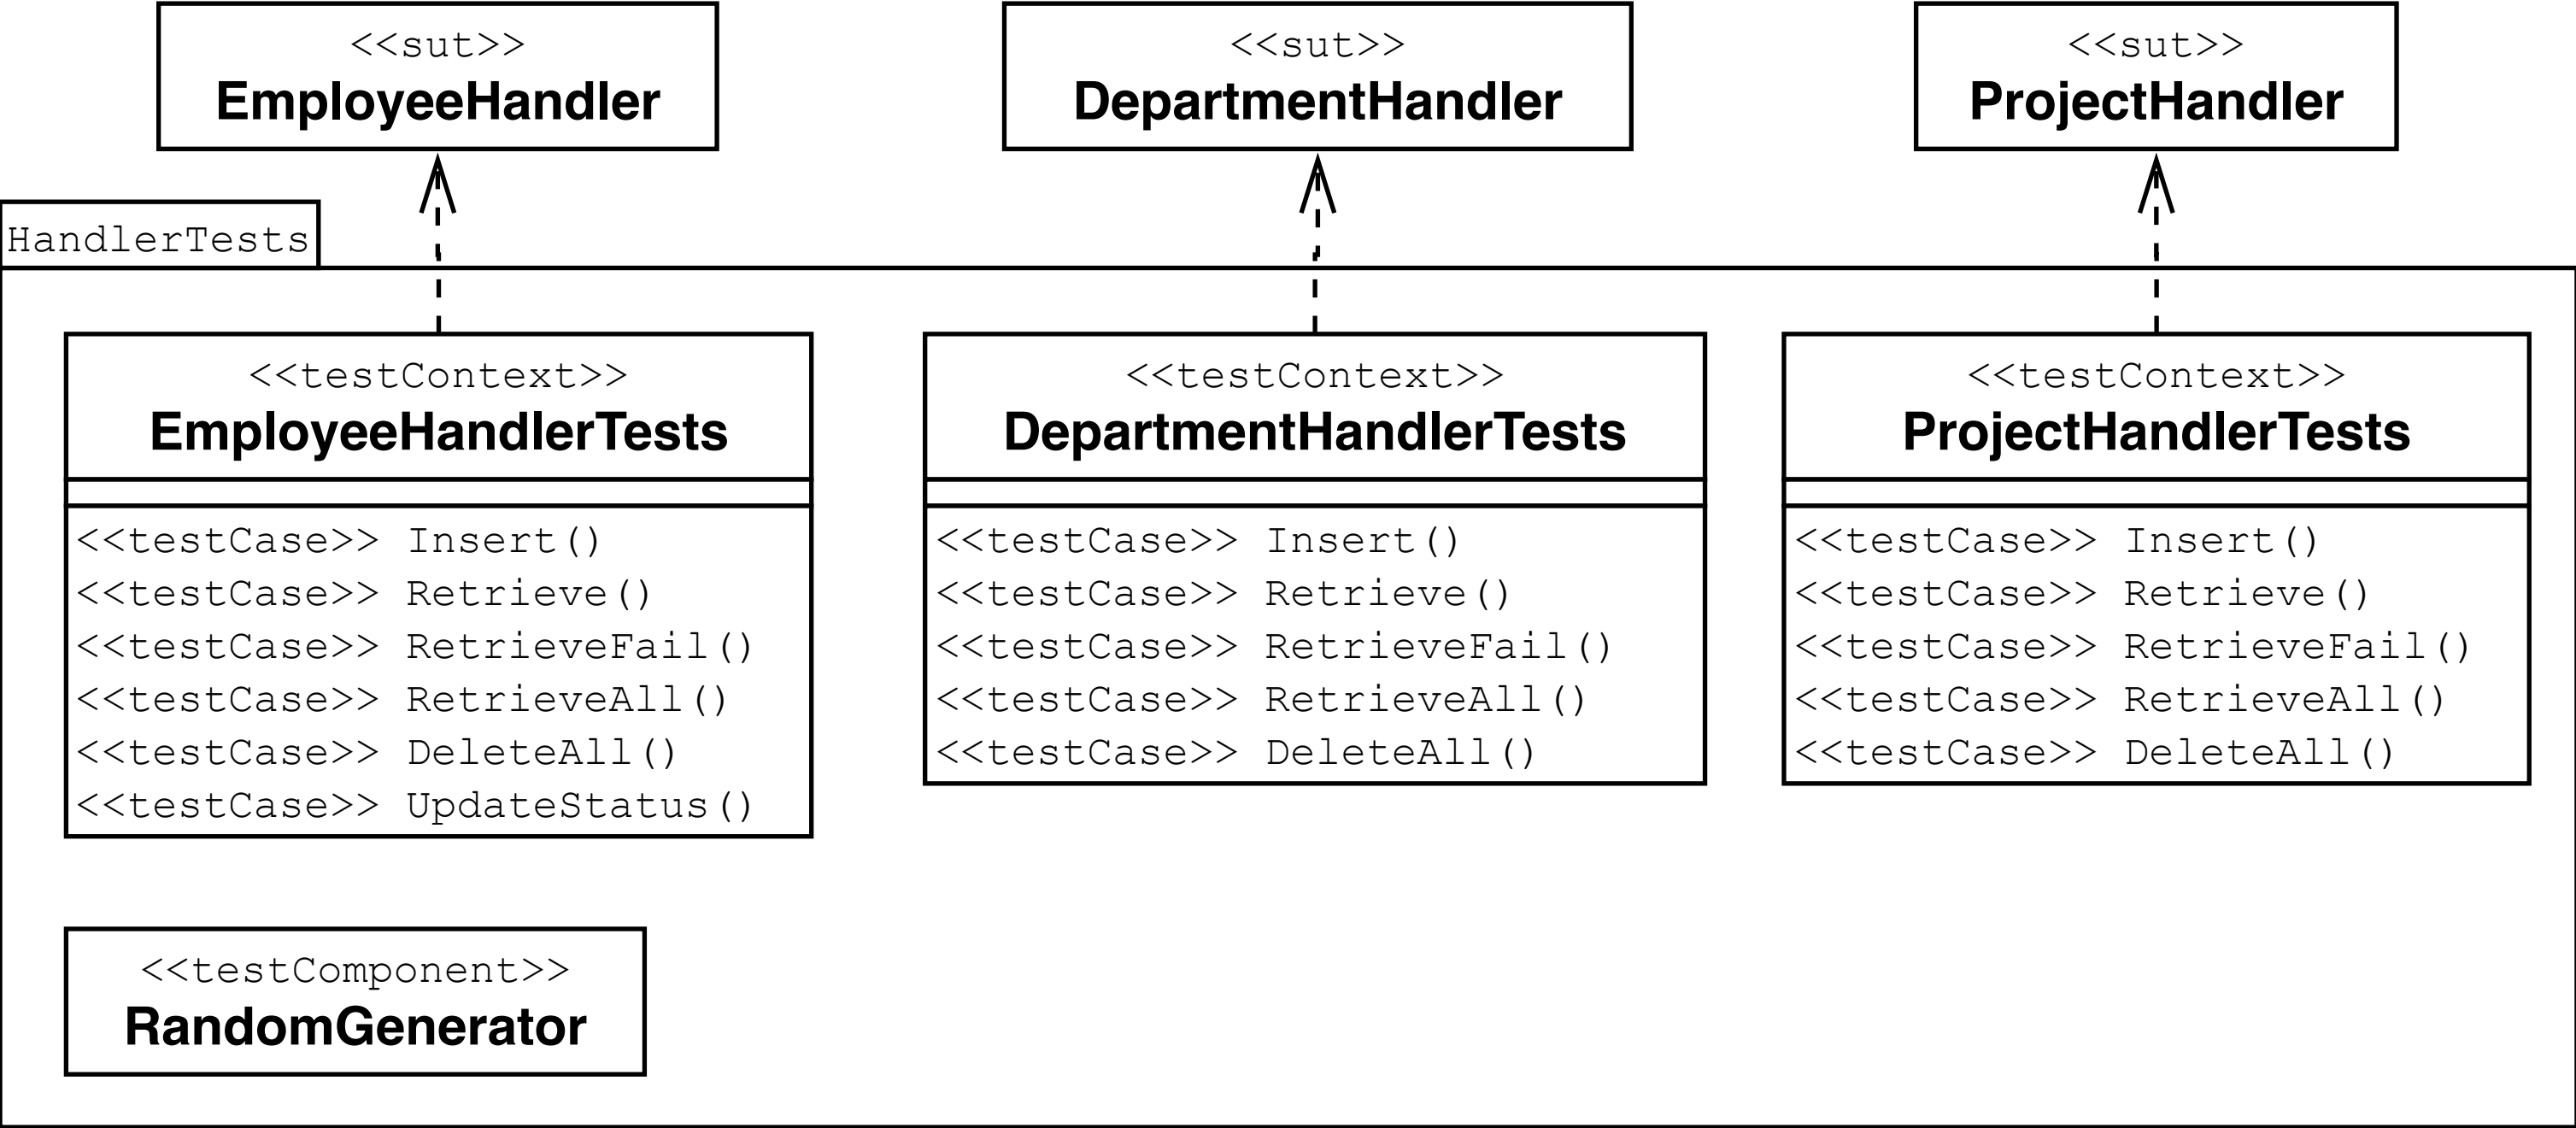 <<sut>>
EmployeeHandler
<<sut>>
DepartmentHandler
<<sut>>
ProjectHandler
HandlerTests
<<testContext>>
EmployeeHandlerTests
<<testCase>> Insert()
<<testCase>> Retrieve()
<<testCase>> RetrieveFail()
<<testCase>> RetrieveAll()
<<testCase>> DeleteAll()
<<testCase>> UpdateStatus()
<<testContext>>
DepartmentHandlerTests
<<testCase>> Insert()
<<testCase>> Retrieve()
<<testCase>> RetrieveFail()
<<testCase>> RetrieveAll()
<<testCase>> DeleteAll()
<<testContext>>
ProjectHandlerTests
<<testCase>> Insert()
<<testCase>> Retrieve()
<<testCase>> RetrieveFail()
<<testCase>> RetrieveAll()
<<testCase>> DeleteAll()
<<testComponent>>
RandomGenerator